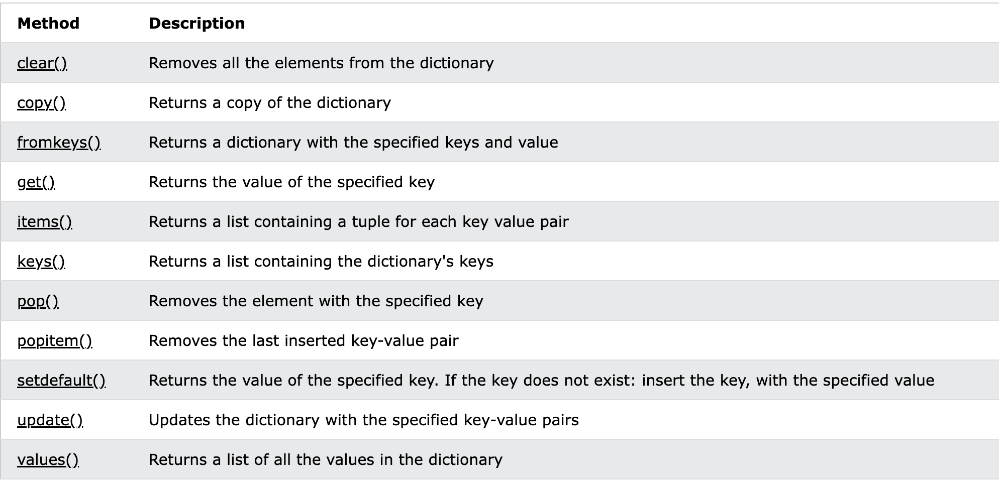 Method Description
clear() Removes all the elements from the dictionary
copy() Returns a copy of the dictionary
fromkeys() Returns a dictionary with the specified keys and value
get() Returns the value of the specified key
items() Returns a list containing a tuple for each key value pair
keys() Returns a list containing the dictionary's keys
pop() Removes the element with the specified key
popitem() Removes the last inserted key-value pair
setdefault() Returns the value of the specified key. If the key does not exist: insert the key, with the specified value
update() Updates the dictionary with the specified key-value pairs
values() Returns a list of all the values in the dictionary